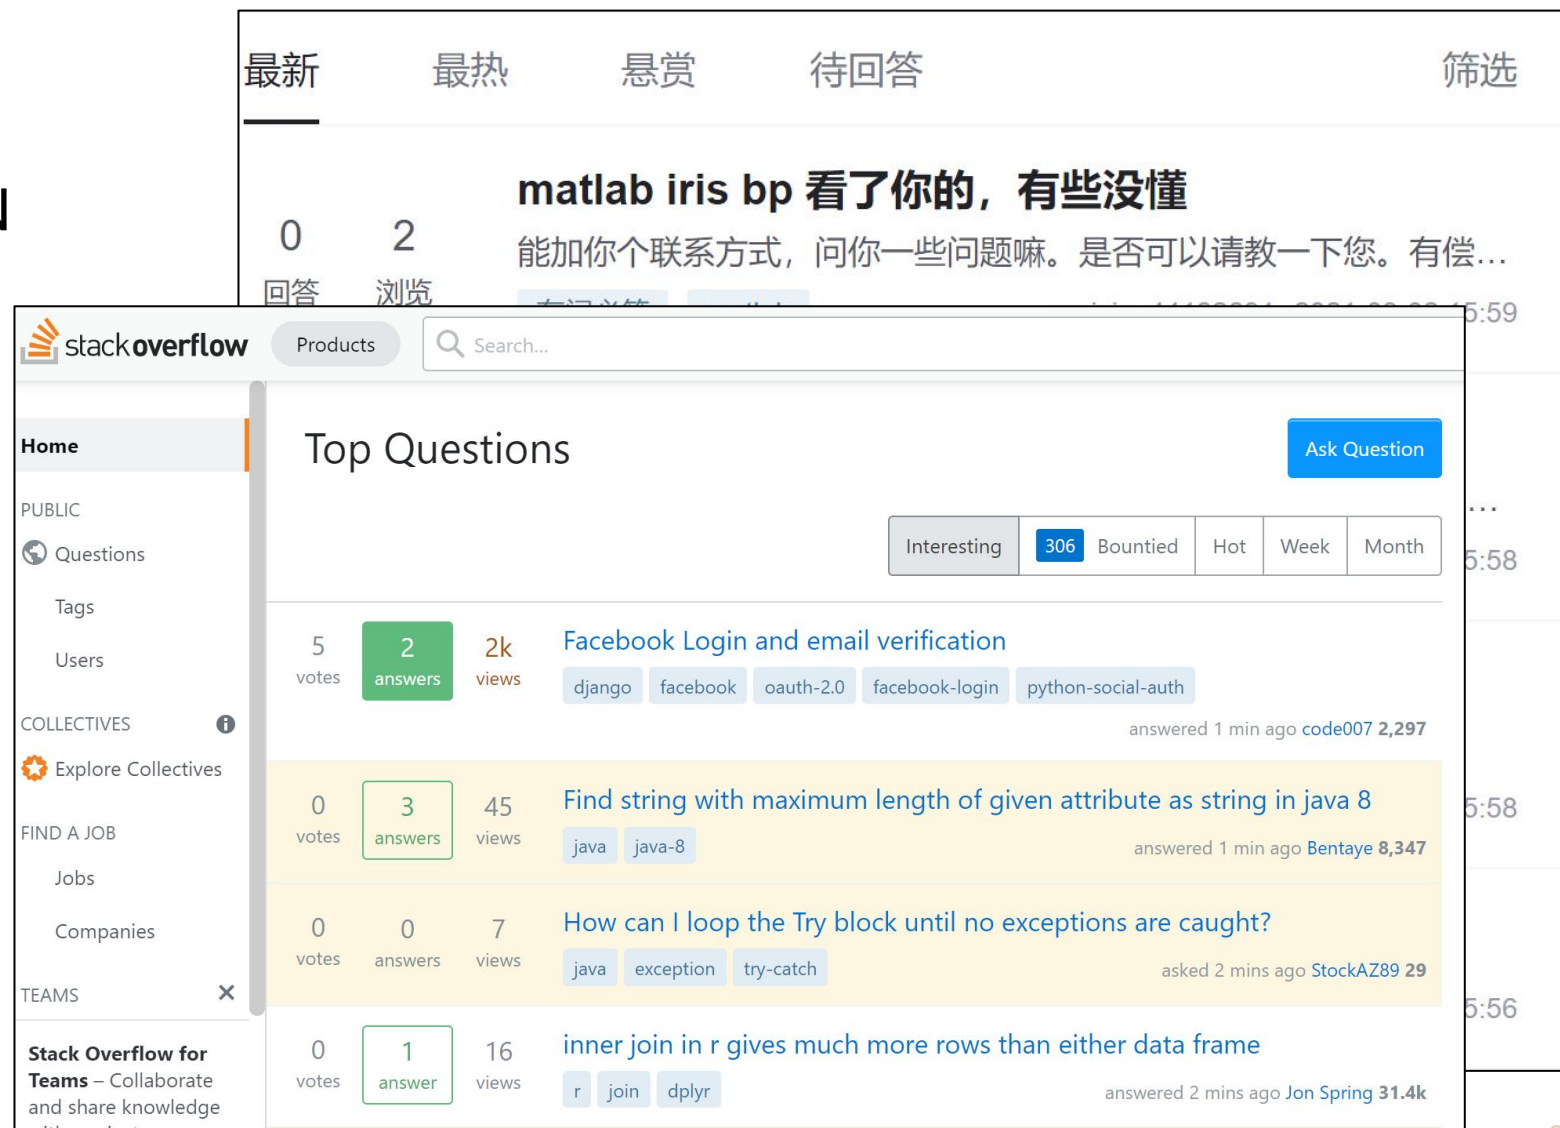 最新 最热 悬赏 待回答 筛选
matlab iris bp 看了你的，有些没懂
0 2
能加你个联系方式，问你一些问题嘛。是否可以请教一下您。有偿...
回答 浏览
5:59
stackoverflow Products Search...
Home
Top Questions
Ask Question
PUBLIC
...
Interesting 306 Bountied Hot Week Month
Questions
5:58
Tags
5 votes 2 answers 2k views
Facebook Login and email verification
Users
django facebook oauth-2.0 facebook-login python-social-auth
COLLECTIVES
answered 1 min ago code007 2,297
Explore Collectives
0 votes 3 answers 45 views
Find string with maximum length of given attribute as string in java 8
5:58
FIND A JOB
java java-8
answered 1 min ago Bentaye 8,347
Jobs
Companies
0 votes 0 answers 7 views
How can I loop the Try block until no exceptions are caught?
java exception try-catch
asked 2 mins ago StockAZ89 29
TEAMS
5:56
Stack Overflow for
Teams – Collaborate
and share knowledge
0 votes 1 answer 16 views
inner join in r gives much more rows than either data frame
r join dplyr
answered 2 mins ago Jon Spring 31.4k